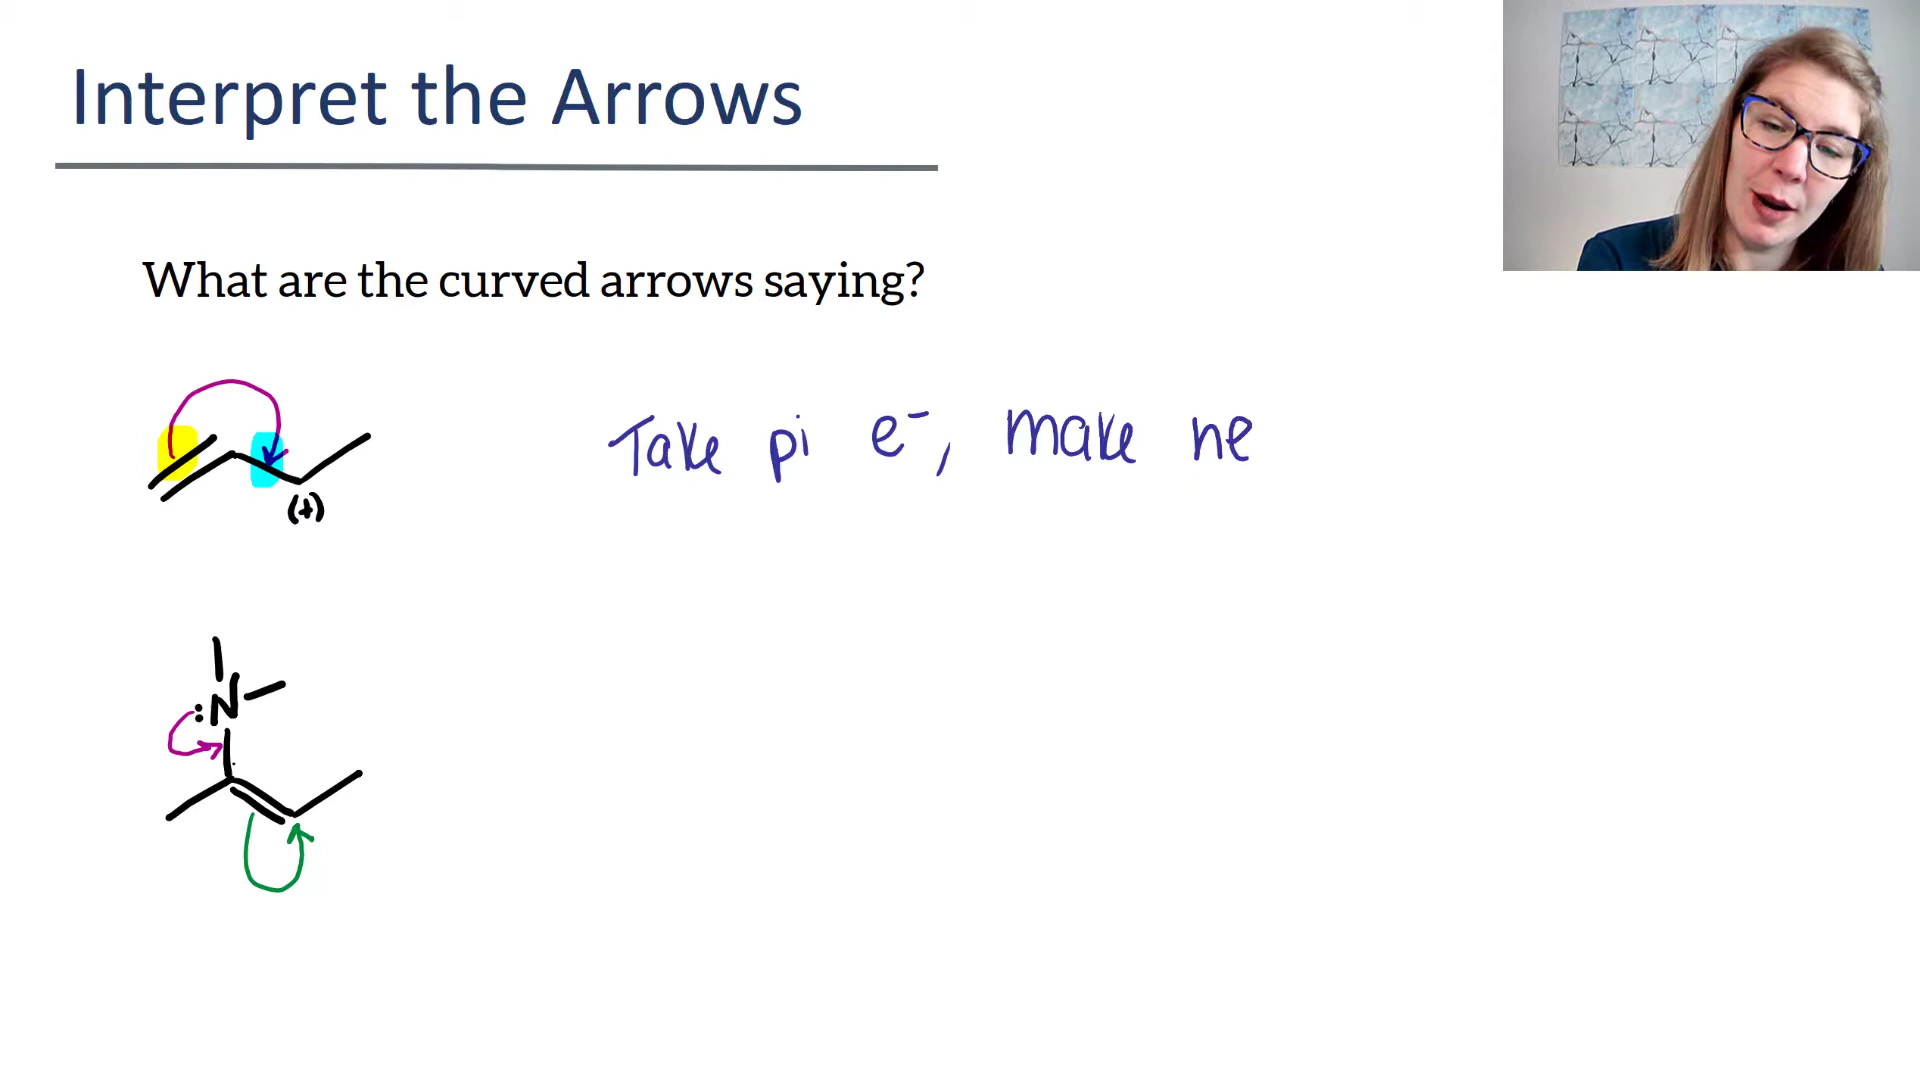 Interpret the Arrows
What are the curved arrows saying?
Take pi e⁻, make ne
(+)
:N